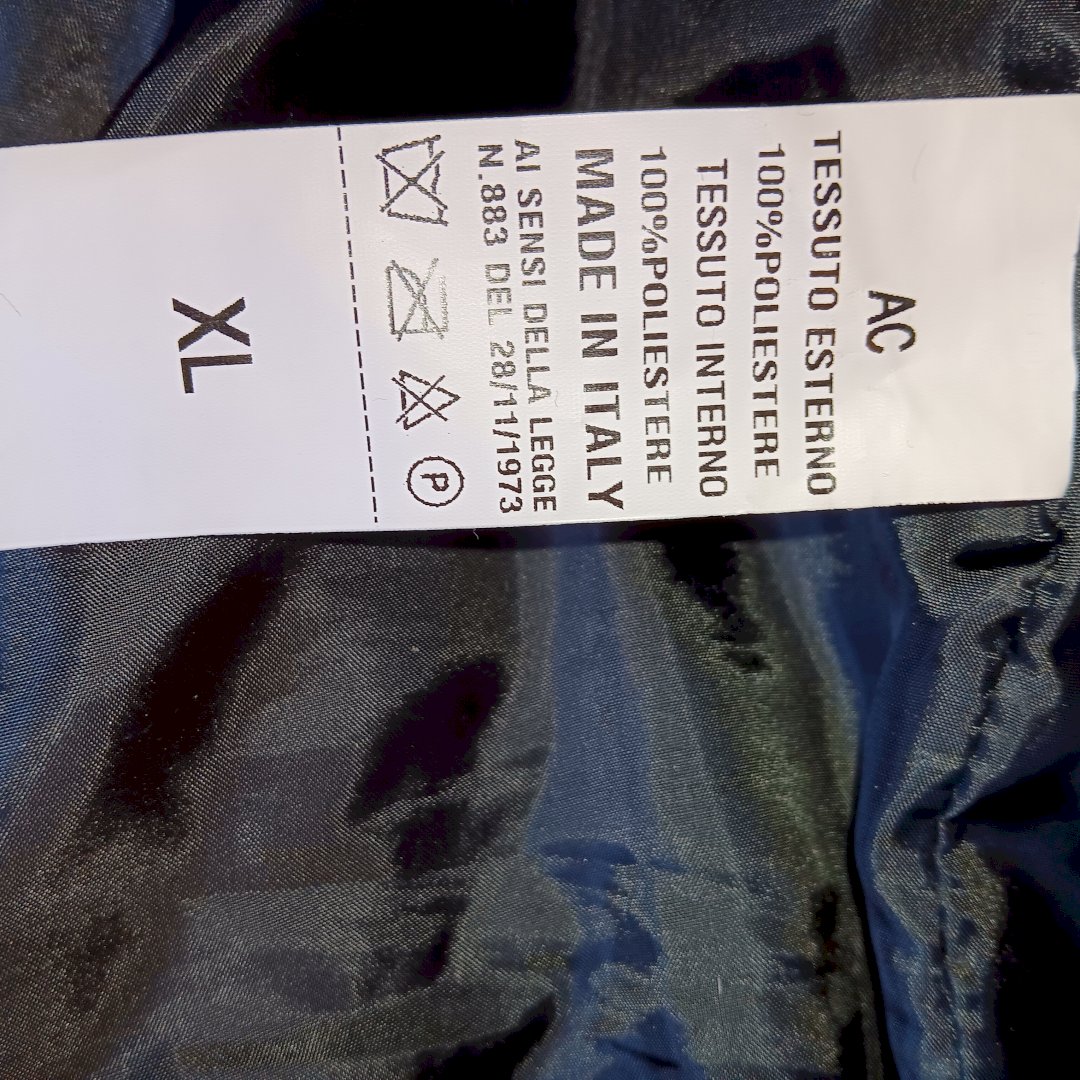 AC
TESSUTO ESTERNO
100%POLIESTERE
TESSUTO INTERNO
100%POLIESTERE
MADE IN ITALY
AI SENSI DELLA LEGGE
N.883 DEL 28/11/1973
P
XL